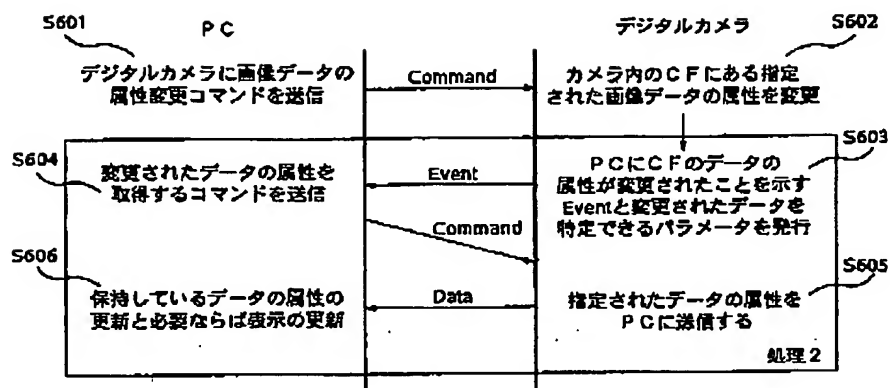 S601
PC
デジタルカメラ
S602
デジタルカメラに画像データの
属性変更コマンドを送信
Command
カメラ内のCFにある指定
された画像データの属性を変更
S604
S603
変更されたデータの属性を
取得するコマンドを送信
Event
PCにCFのデータの
属性が変更されたことを示す
Eventと変更されたデータを
特定できるパラメータを発行
Command
S606
S605
保持しているデータの属性の
更新と必要ならば表示の更新
Data
指定されたデータの属性を
PCに送信する
処理2